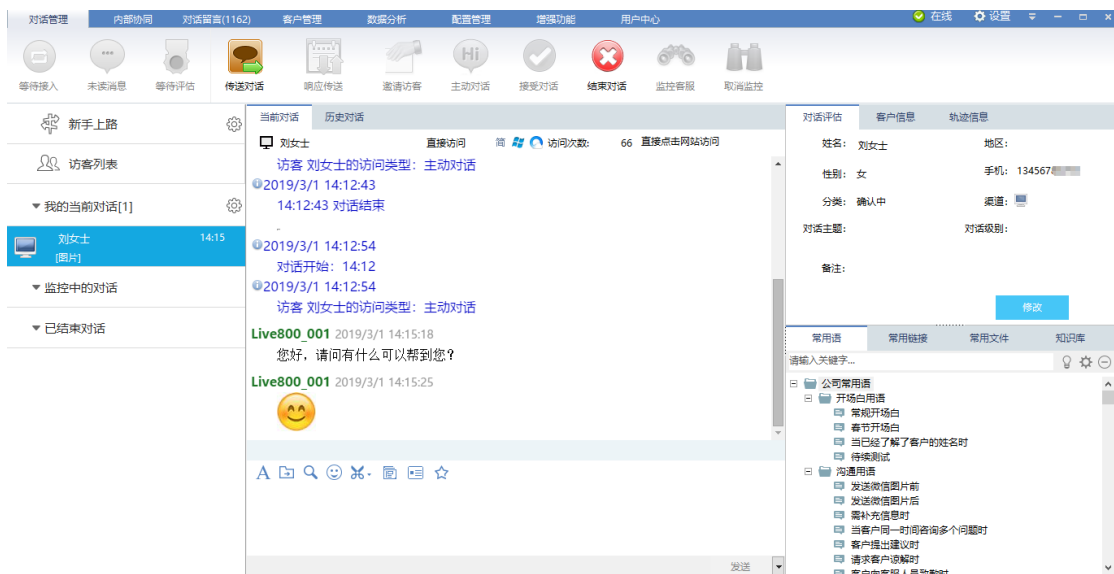 对话管理 内部协同 对话留言(1162) 客户管理 数据分析 配置管理 增强功能 用户中心 在线 设置
Hi
等待接入 未读消息 等待评估 传送对话 响应传送 邀请访客 主动对话 接受对话 结束对话 监控客服 取消监控
新手上路
访客列表
我的当前对话[1]
刘女士 14:15
[图片]
监控中的对话
已结束对话
当前对话 历史对话
刘女士 直接访问 简 访问次数: 66 直接点击网站访问
访客 刘女士的访问类型: 主动对话
2019/3/1 14:12:43
14:12:43 对话结束
2019/3/1 14:12:54
对话开始: 14:12
2019/3/1 14:12:54
访客 刘女士的访问类型: 主动对话
Live800_001 2019/3/1 14:15:18
您好, 请问有什么可以帮到您?
Live800_001 2019/3/1 14:15:25
A
发送
对话评估 客户信息 轨迹信息
姓名: 刘女士 地区:
性别: 女 手机: 134567
分类: 确认中 渠道:
对话主题: 对话级别:
备注:
修改
常用语 常用链接 常用文件 知识库
请输入关键字...
公司常用语
开场白用语
常规开场白
春节开场白
当已经了解了客户的姓名时
待续测试
沟通用语
发送微信图片前
发送微信图片后
需补充信息时
当客户同一时间咨询多个问题时
客户提出建议时
请求客户谅解时
客户向客服人员致歉时